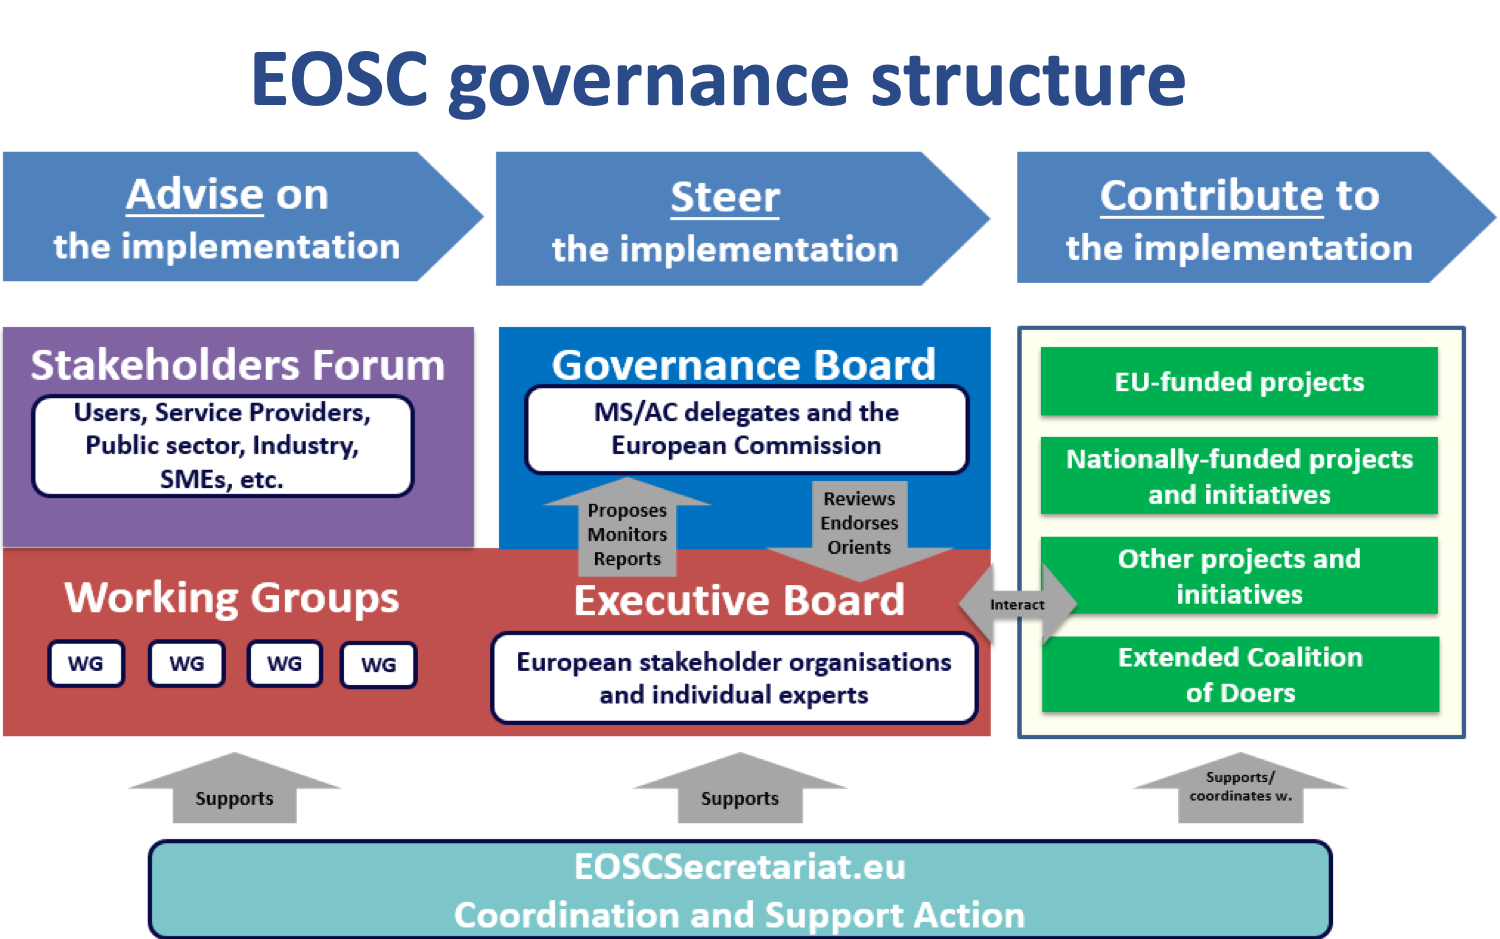 EOSC governance structure
Advise on
the implementation
Steer
the implementation
Contribute to
the implementation
Stakeholders Forum
Users, Service Providers,
Public sector, Industry,
SMEs, etc.
Governance Board
MS/AC delegates and the
European Commission
Proposes
Monitors
Reports
Reviews
Endorses
Orients
Working Groups
WG
WG
WG
WG
Executive Board
European stakeholder organisations
and individual experts
Interact
EU-funded projects
Nationally-funded projects
and initiatives
Other projects and
initiatives
Extended Coalition
of Doers
Supports
Supports
Supports/
coordinates w.
EOSCSecretariat.eu
Coordination and Support Action